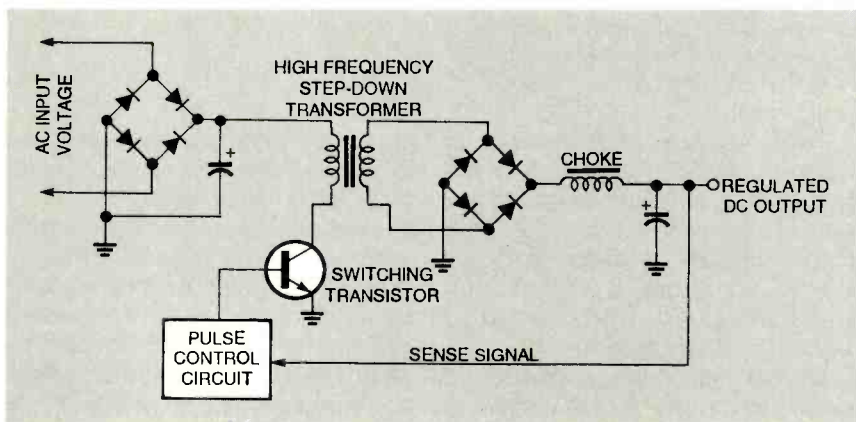 AC INPUT
VOLTAGE
HIGH FREQUENCY
STEP-DOWN
TRANSFORMER
+
CHOKE
+
REGULATED
DC OUTPUT
SWITCHING
TRANSISTOR
PULSE
CONTROL
CIRCUIT
SENSE SIGNAL